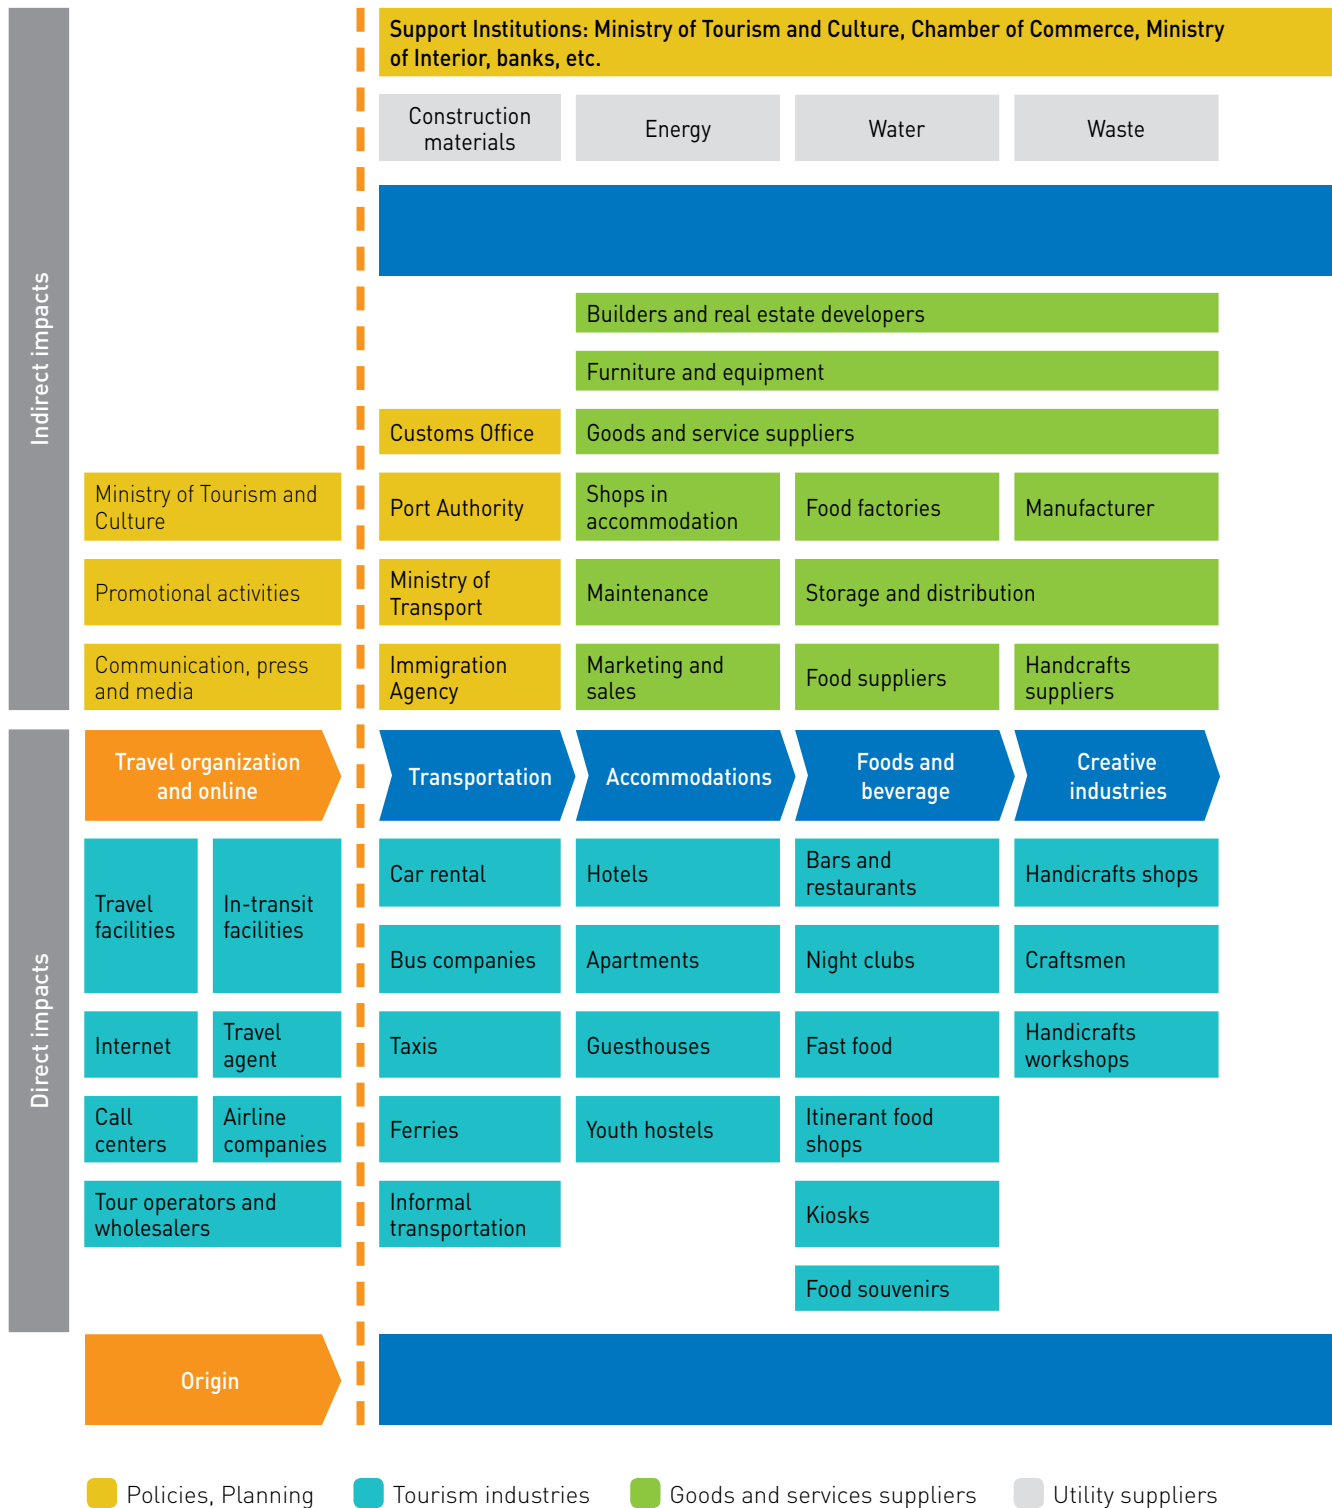 Support Institutions: Ministry of Tourism and Culture, Chamber of Commerce, Ministry
of Interior, banks, etc.
Construction
materials
Energy
Water
Waste
Indirect impacts
Builders and real estate developers
Furniture and equipment
Customs Office
Goods and service suppliers
Ministry of Tourism and
Culture
Port Authority
Shops in
accommodation
Food factories
Manufacturer
Promotional activities
Ministry of
Transport
Maintenance
Storage and distribution
Communication, press
and media
Immigration
Agency
Marketing and
sales
Food suppliers
Handcrafts
suppliers
Direct impacts
Travel organization
and online
Transportation
Accommodations
Foods and
beverage
Creative
industries
Travel
facilities
In-transit
facilities
Car rental
Hotels
Bars and
restaurants
Handicrafts shops
Bus companies
Apartments
Night clubs
Craftsmen
Internet
Travel
agent
Taxis
Guesthouses
Fast food
Handicrafts
workshops
Call
centers
Airline
companies
Ferries
Youth hostels
Itinerant food
shops
Tour operators and
wholesalers
Informal
transportation
Kiosks
Food souvenirs
Origin
Policies, Planning
Tourism industries
Goods and services suppliers
Utility suppliers